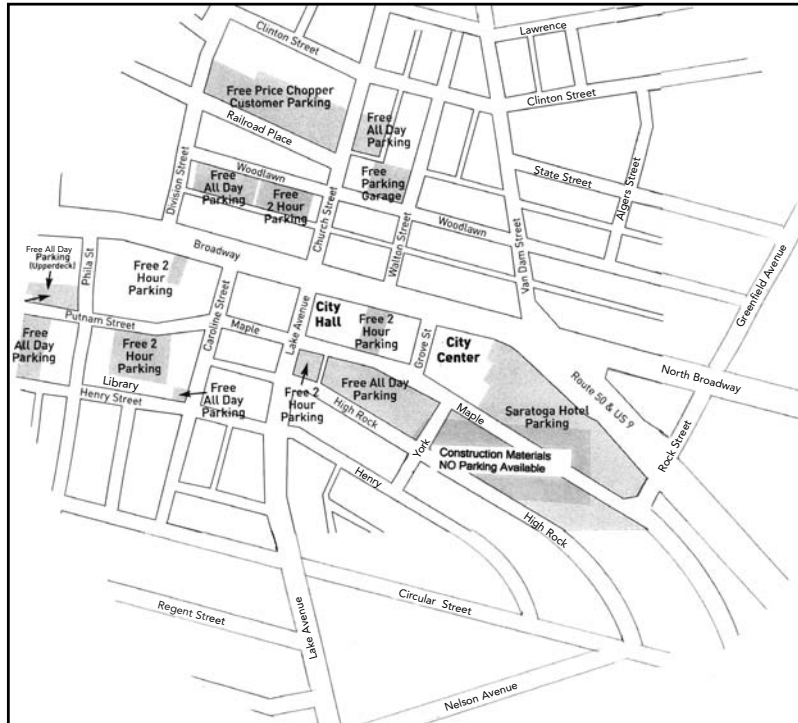 Lawrence
Clinton Street
Clinton Street
Free Price Chopper
Customer Parking
Free
All Day
Parking
Railroad Place
Division Street
Woodlawn
Free
All Day
Parking
Free
2 Hour
Parking
Church Street
Free
Parking
Garage
Walton Street
Woodlawn
State Street
Algers Street
Van Dam Street
Greenfield Avenue
Broadway
Free All Day
Parking
(Upperdeck)
Phila St
Free 2
Hour
Parking
Putnam Street
Caroline Street
Maple
Lake Avenue
City
Hall
Free 2
Hour
Parking
Grove St
City
Center
North Broadway
Route 50 & US 9
Free
All Day
Parking
Free 2
Hour
Parking
Library
Henry Street
Free
All Day
Parking
Free 2
Hour
Parking
Free All Day
Parking
High Rock
Maple
Saratoga Hotel
Parking
Rock Street
York
Construction Materials
NO Parking Available
Henry
High Rock
Circular Street
Regent Street
Lake Avenue
Nelson Avenue